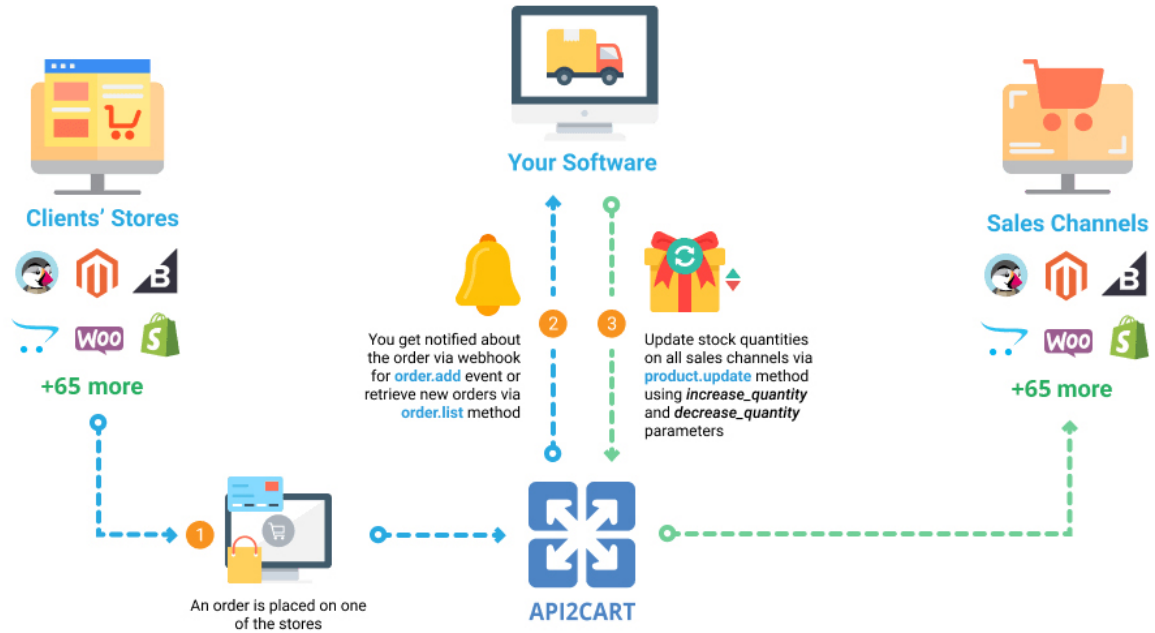 Your Software
Clients’ Stores
B
WOO
S
+65 more
Sales Channels
B
WOO
S
+65 more
You get notified about
the order via webhook
for order.add event or
retrieve new orders via
order.list method
2
3
Update stock quantities
on all sales channels via
product.update method
using increase_quantity
and decrease_quantity
parameters
1
An order is placed on one
of the stores
API2CART